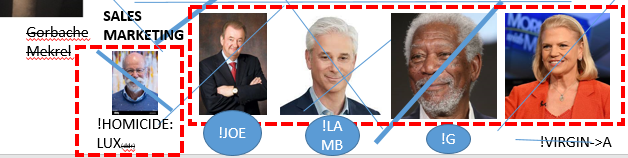 SALES
MARKETING
Gorbache
Mekrel
!HOMICIDE:
LUX
!JOE
!LA
MB
!G
!VIRGIN->A